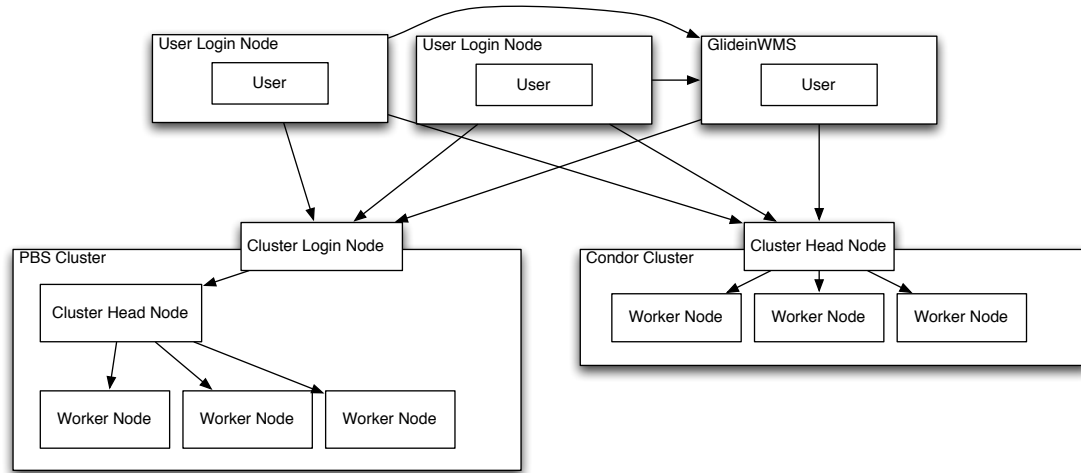 User Login Node
User
User Login Node
User
GlideinWMS
User
Cluster Login Node
PBS Cluster
Cluster Head Node
Worker Node
Worker Node
Worker Node
Cluster Head Node
Condor Cluster
Worker Node
Worker Node
Worker Node